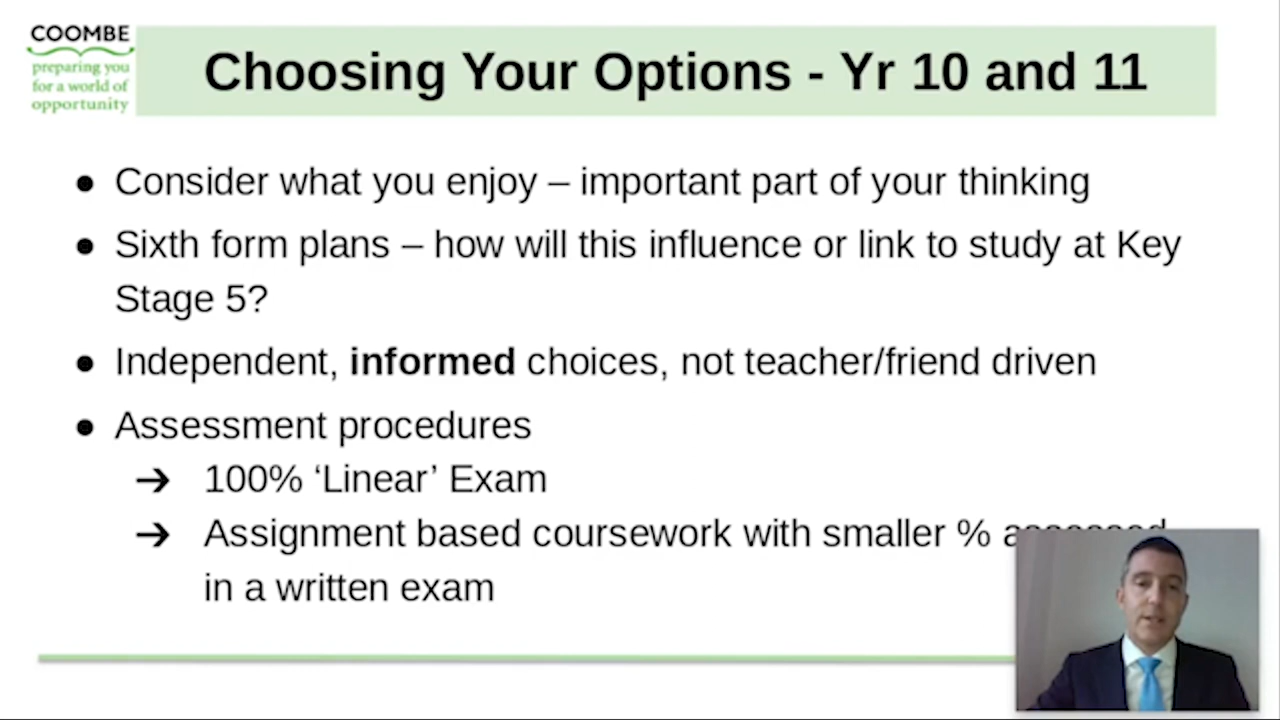 COOMBE
preparing you
for a world of
opportunity
Choosing Your Options - Yr 10 and 11
● Consider what you enjoy – important part of your thinking
● Sixth form plans – how will this influence or link to study at Key
Stage 5?
● Independent, informed choices, not teacher/friend driven
● Assessment procedures
➔ 100% ‘Linear’ Exam
➔ Assignment based coursework with smaller % assessed
in a written exam